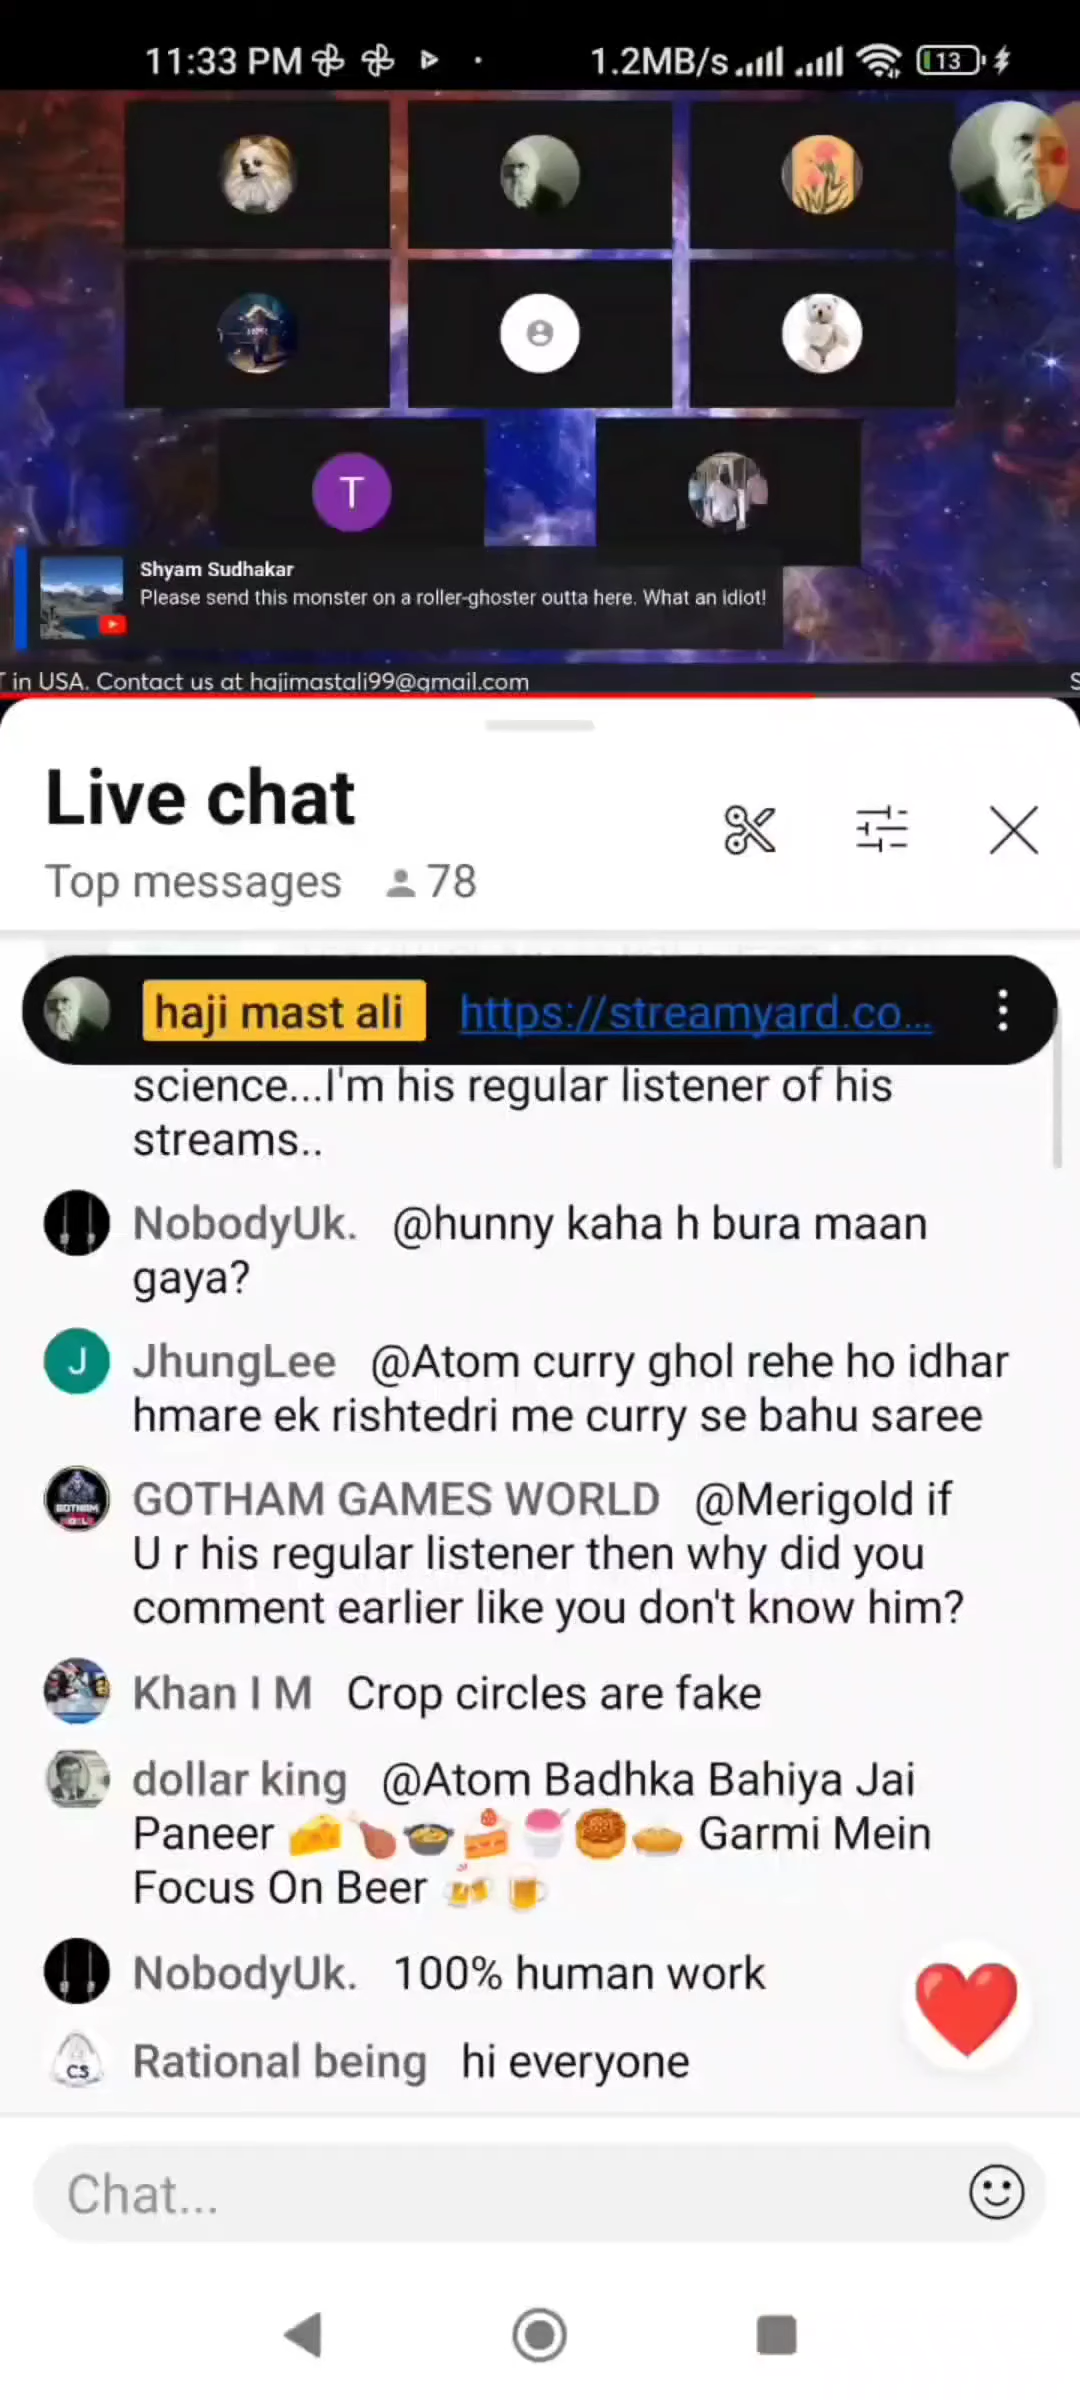 11:33 PM
1.2MB/s
13
T
Shyam Sudhakar
Please send this monster on a roller-ghoster outta here. What an idiot!
in USA. Contact us at hajimastali99@gmail.com
S
Live chat
Top messages 78
haji mast ali https://streamyard.co...
science...I'm his regular listener of his
streams..
NobodyUk. @hunny kaha h bura maan
gaya?
J JhungLee @Atom curry ghol rehe ho idhar
hmare ek rishtedri me curry se bahu saree
GOTHAM
GOTHAM GAMES WORLD @Merigold if
U r his regular listener then why did you
comment earlier like you don't know him?
Khan I M Crop circles are fake
dollar king @Atom Badhka Bahiya Jai
Paneer 🧀🍗🍲🍰🍧🥮🥧 Garmi Mein
Focus On Beer 🍻🍺
NobodyUk. 100% human work
CS Rational being hi everyone
Chat...